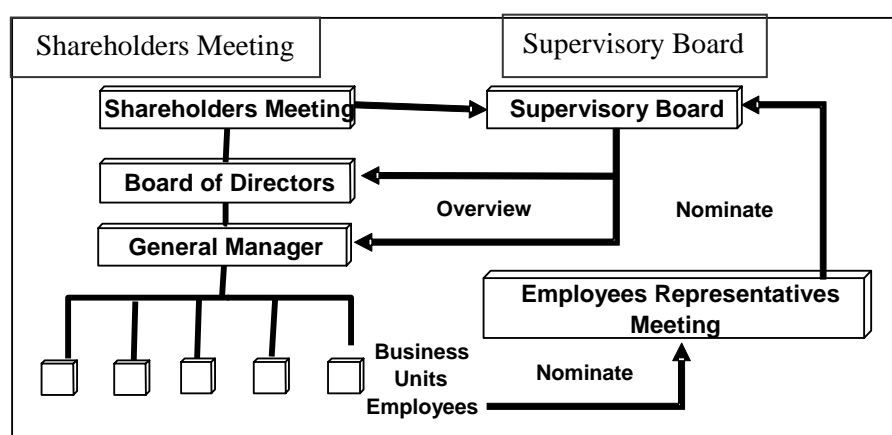 Shareholders Meeting
Supervisory Board
Shareholders Meeting
Supervisory Board
Board of Directors
Overview
Nominate
General Manager
Employees Representatives
Meeting
Business
Units
Employees
Nominate